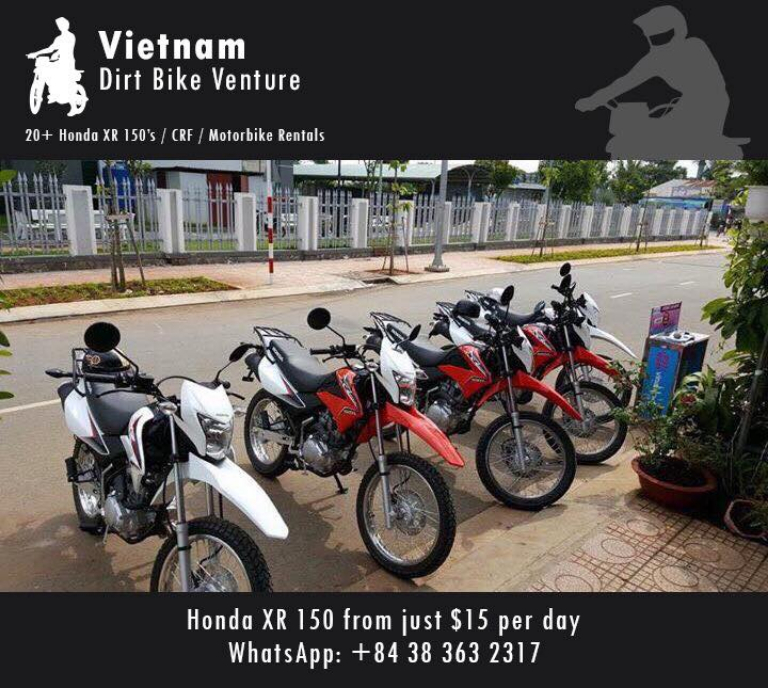 Vietnam
Dirt Bike Venture
20+ Honda XR 150's / CRF / Motorbike Rentals
Honda XR 150 from just $15 per day
WhatsApp: +84 38 363 2317